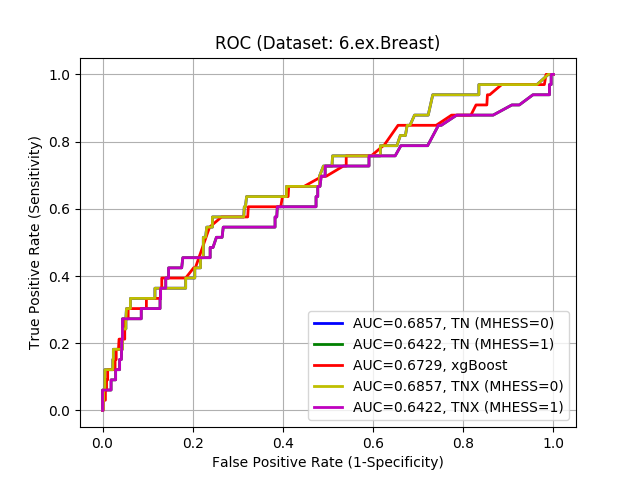 ROC (Dataset: 6.ex.Breast)
True Positive Rate (Sensitivity)
1.0
0.8
0.6
0.4
0.2
0.0
AUC=0.6857, TN (MHESS=0)
AUC=0.6422, TN (MHESS=1)
AUC=0.6729, xgBoost
AUC=0.6857, TNX (MHESS=0)
AUC=0.6422, TNX (MHESS=1)
0.0 0.2 0.4 0.6 0.8 1.0
False Positive Rate (1-Specificity)